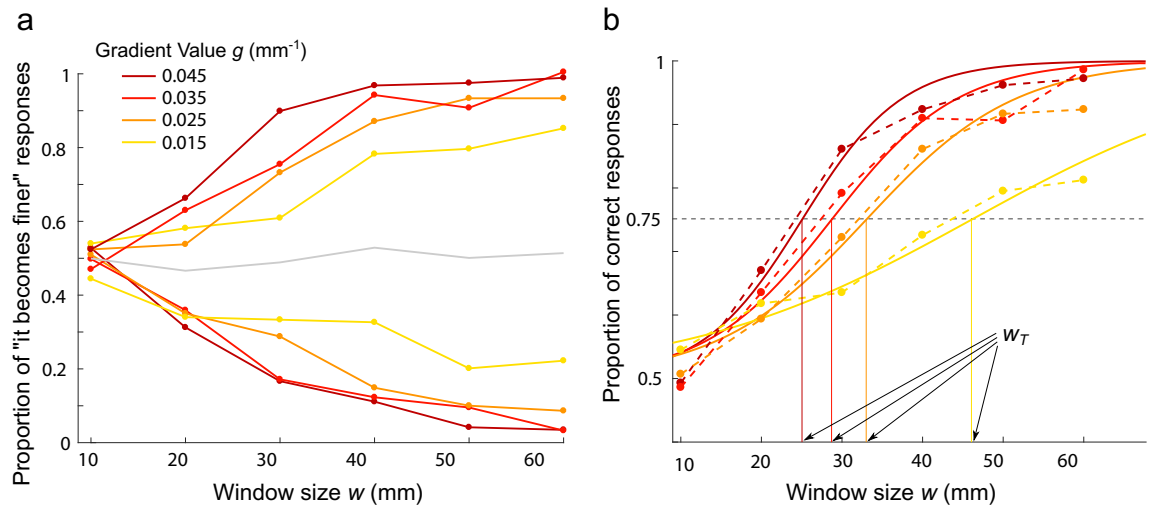 a
Gradient Value g (mm⁻¹)
0.045
0.035
0.025
0.015
Proportion of "it becomes finer" responses
1
0.8
0.6
0.4
0.2
0
10 20 30 40 50 60
Window size w (mm)
b
Proportion of correct responses
1
0.75
0.5
w_T
10 20 30 40 50 60
Window size w (mm)